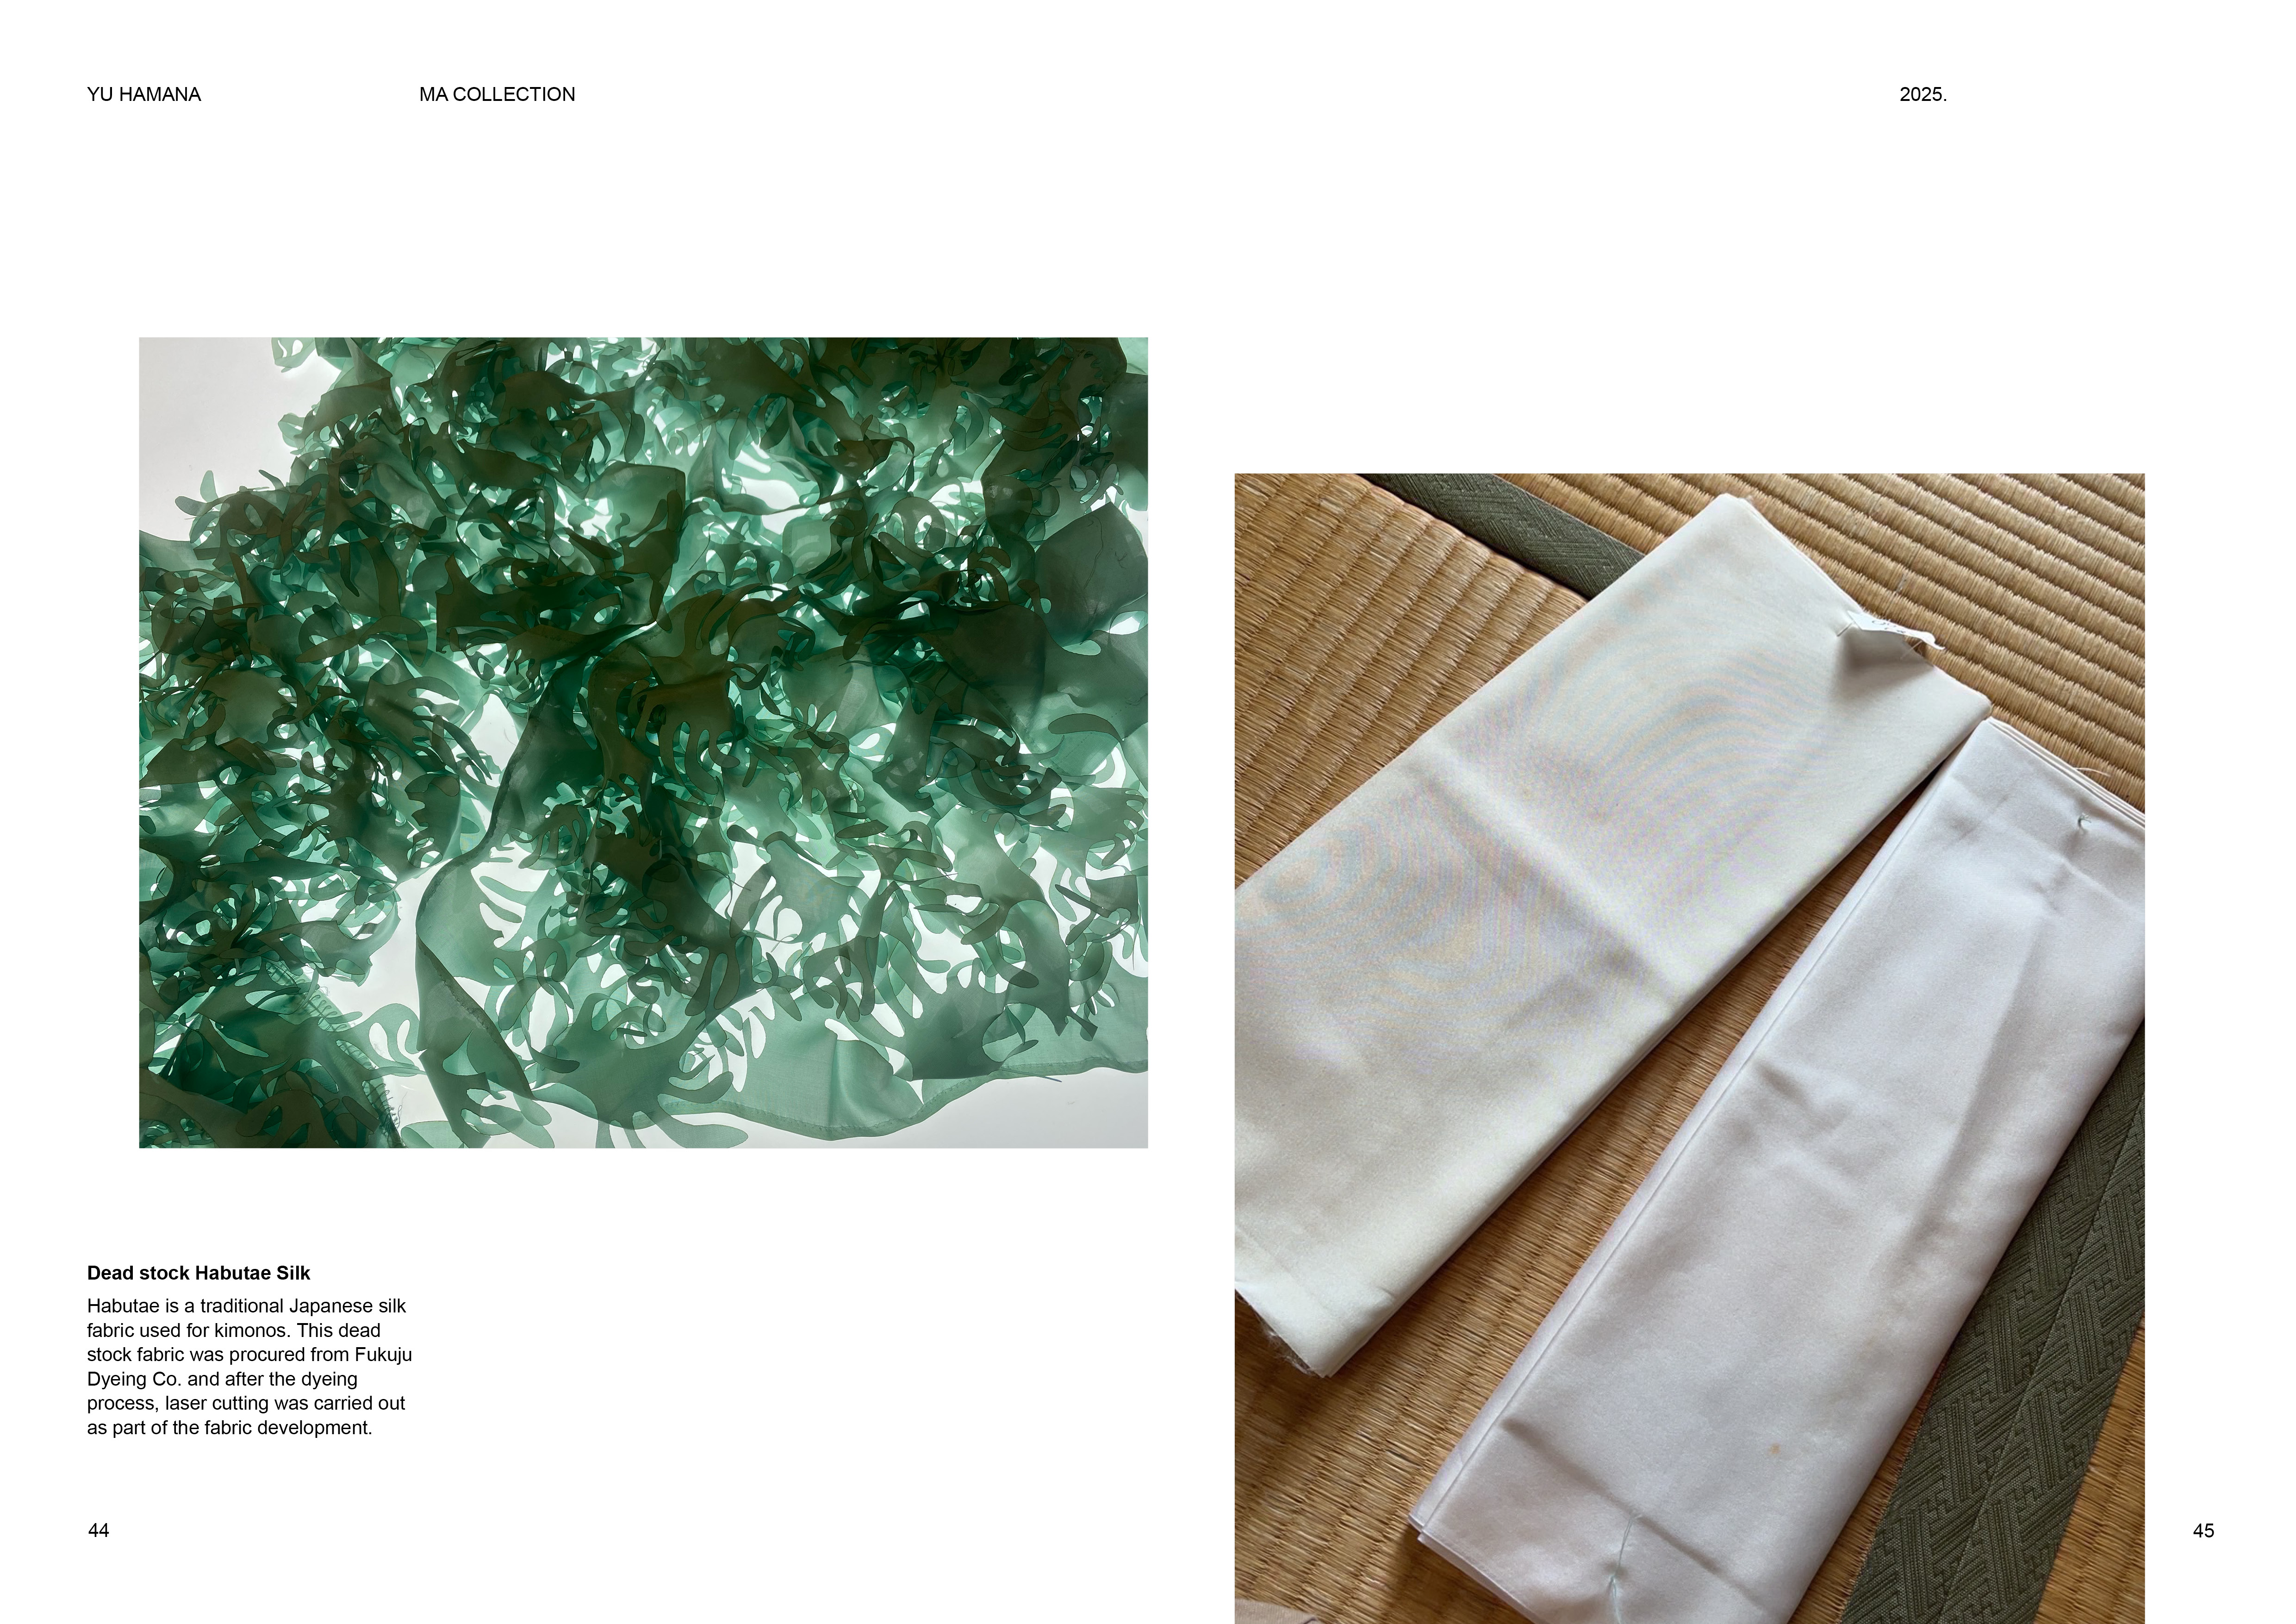 YU HAMANA
MA COLLECTION
2025.
Dead stock Habutae Silk
Habutae is a traditional Japanese silk
fabric used for kimonos. This dead
stock fabric was procured from Fukuju
Dyeing Co. and after the dyeing
process, laser cutting was carried out
as part of the fabric development.
44
45